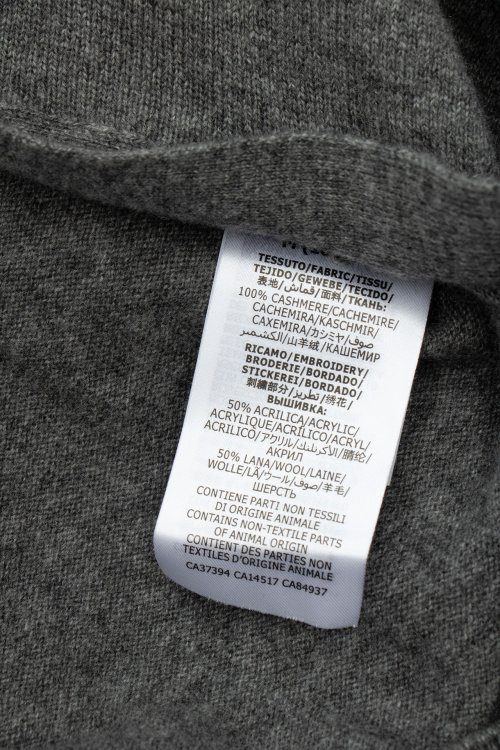 TESSUTO/FABRIC/TISSU/
TEJIDO/GEWEBE/TECIDO/
表地/قماش/面料/ТКАНЬ:
100% CASHMERE/CACHEMIRE/
CACHEMIRA/KASCHMIR/
CAXEMIRA/カシミヤ/صوف
الكشمير/山羊绒/КАШЕМИР
RICAMO/EMBROIDERY/
BRODERIE/BORDADO/
STICKEREI/BORDADO/
刺繍部分/تطريز/绣花/
ВЫШИВКА:
50% ACRILICA/ACRYLIC/
ACRYLIQUE/ACRÍLICO/ACRYL/
ACRÍLICO/アクリル/الأكريليك/腈纶/
АКРИЛ
50% LANA/WOOL/LAINE/
WOLLE/LÃ/ウール/صوف/羊毛/
ШЕРСТЬ
CONTIENE PARTI NON TESSILI
DI ORIGINE ANIMALE
CONTAINS NON-TEXTILE PARTS
OF ANIMAL ORIGIN
CONTIENT DES PARTIES NON
TEXTILES D'ORIGINE ANIMALE
CA37394 CA14517 CA84937